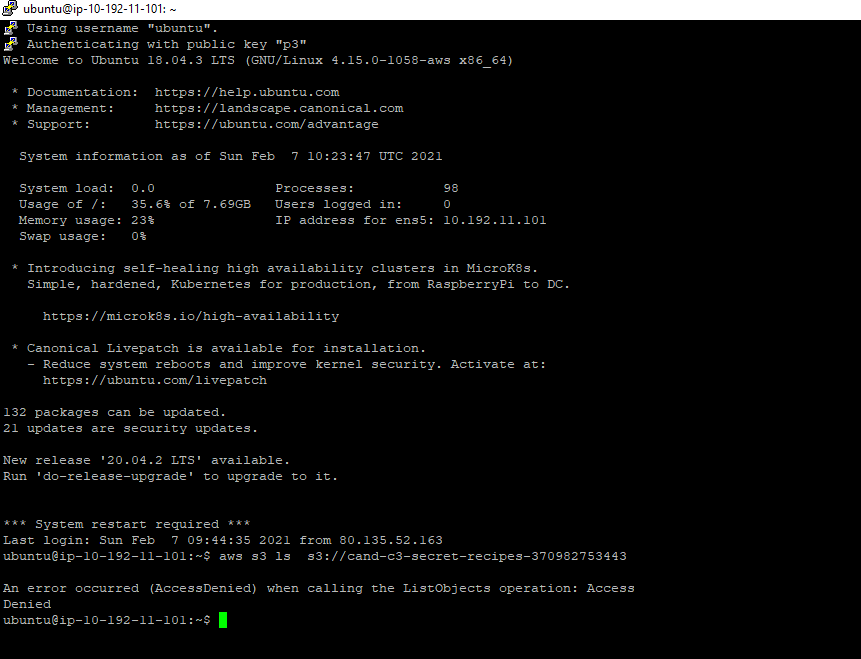 ubuntu@ip-10-192-11-101: ~
Using username "ubuntu".
Authenticating with public key "p3"
Welcome to Ubuntu 18.04.3 LTS (GNU/Linux 4.15.0-1058-aws x86_64)
* Documentation:  https://help.ubuntu.com
* Management:     https://landscape.canonical.com
* Support:        https://ubuntu.com/advantage
System information as of Sun Feb  7 10:23:47 UTC 2021
System load:  0.0               Processes:           98
Usage of /:   35.6% of 7.69GB   Users logged in:     0
Memory usage: 23%               IP address for ens5: 10.192.11.101
Swap usage:   0%
* Introducing self-healing high availability clusters in MicroK8s.
Simple, hardened, Kubernetes for production, from RaspberryPi to DC.
https://microk8s.io/high-availability
* Canonical Livepatch is available for installation.
- Reduce system reboots and improve kernel security. Activate at:
https://ubuntu.com/livepatch
132 packages can be updated.
21 updates are security updates.
New release '20.04.2 LTS' available.
Run 'do-release-upgrade' to upgrade to it.
*** System restart required ***
Last login: Sun Feb  7 09:44:35 2021 from 80.135.52.163
ubuntu@ip-10-192-11-101:~$ aws s3 ls  s3://cand-c3-secret-recipes-370982753443
An error occurred (AccessDenied) when calling the ListObjects operation: Access
Denied
ubuntu@ip-10-192-11-101:~$